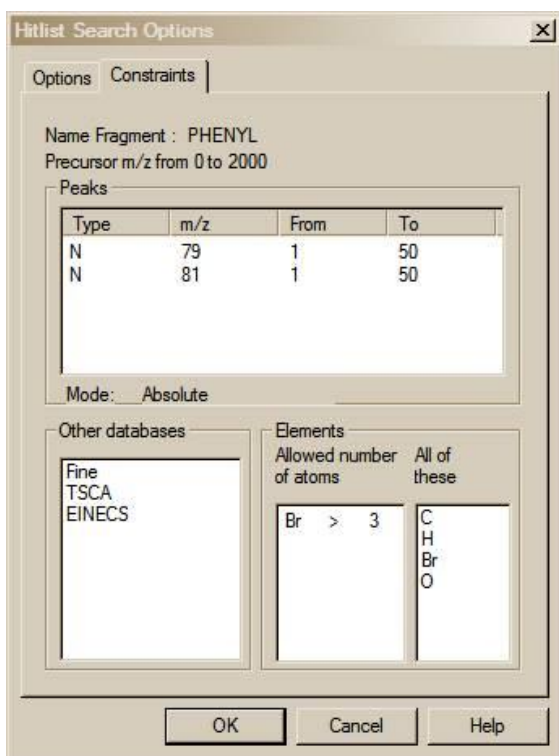 Hitlist Search Options
Options Constraints
Name Fragment : PHENYL
Precursor m/z from 0 to 2000
Peaks
Type m/z From To
N 79 1 50
N 81 1 50
Mode: Absolute
Other databases
Fine
TSCA
EINECS
Elements
Allowed number of atoms
All of these
Br > 3
C
H
Br
O
OK Cancel Help